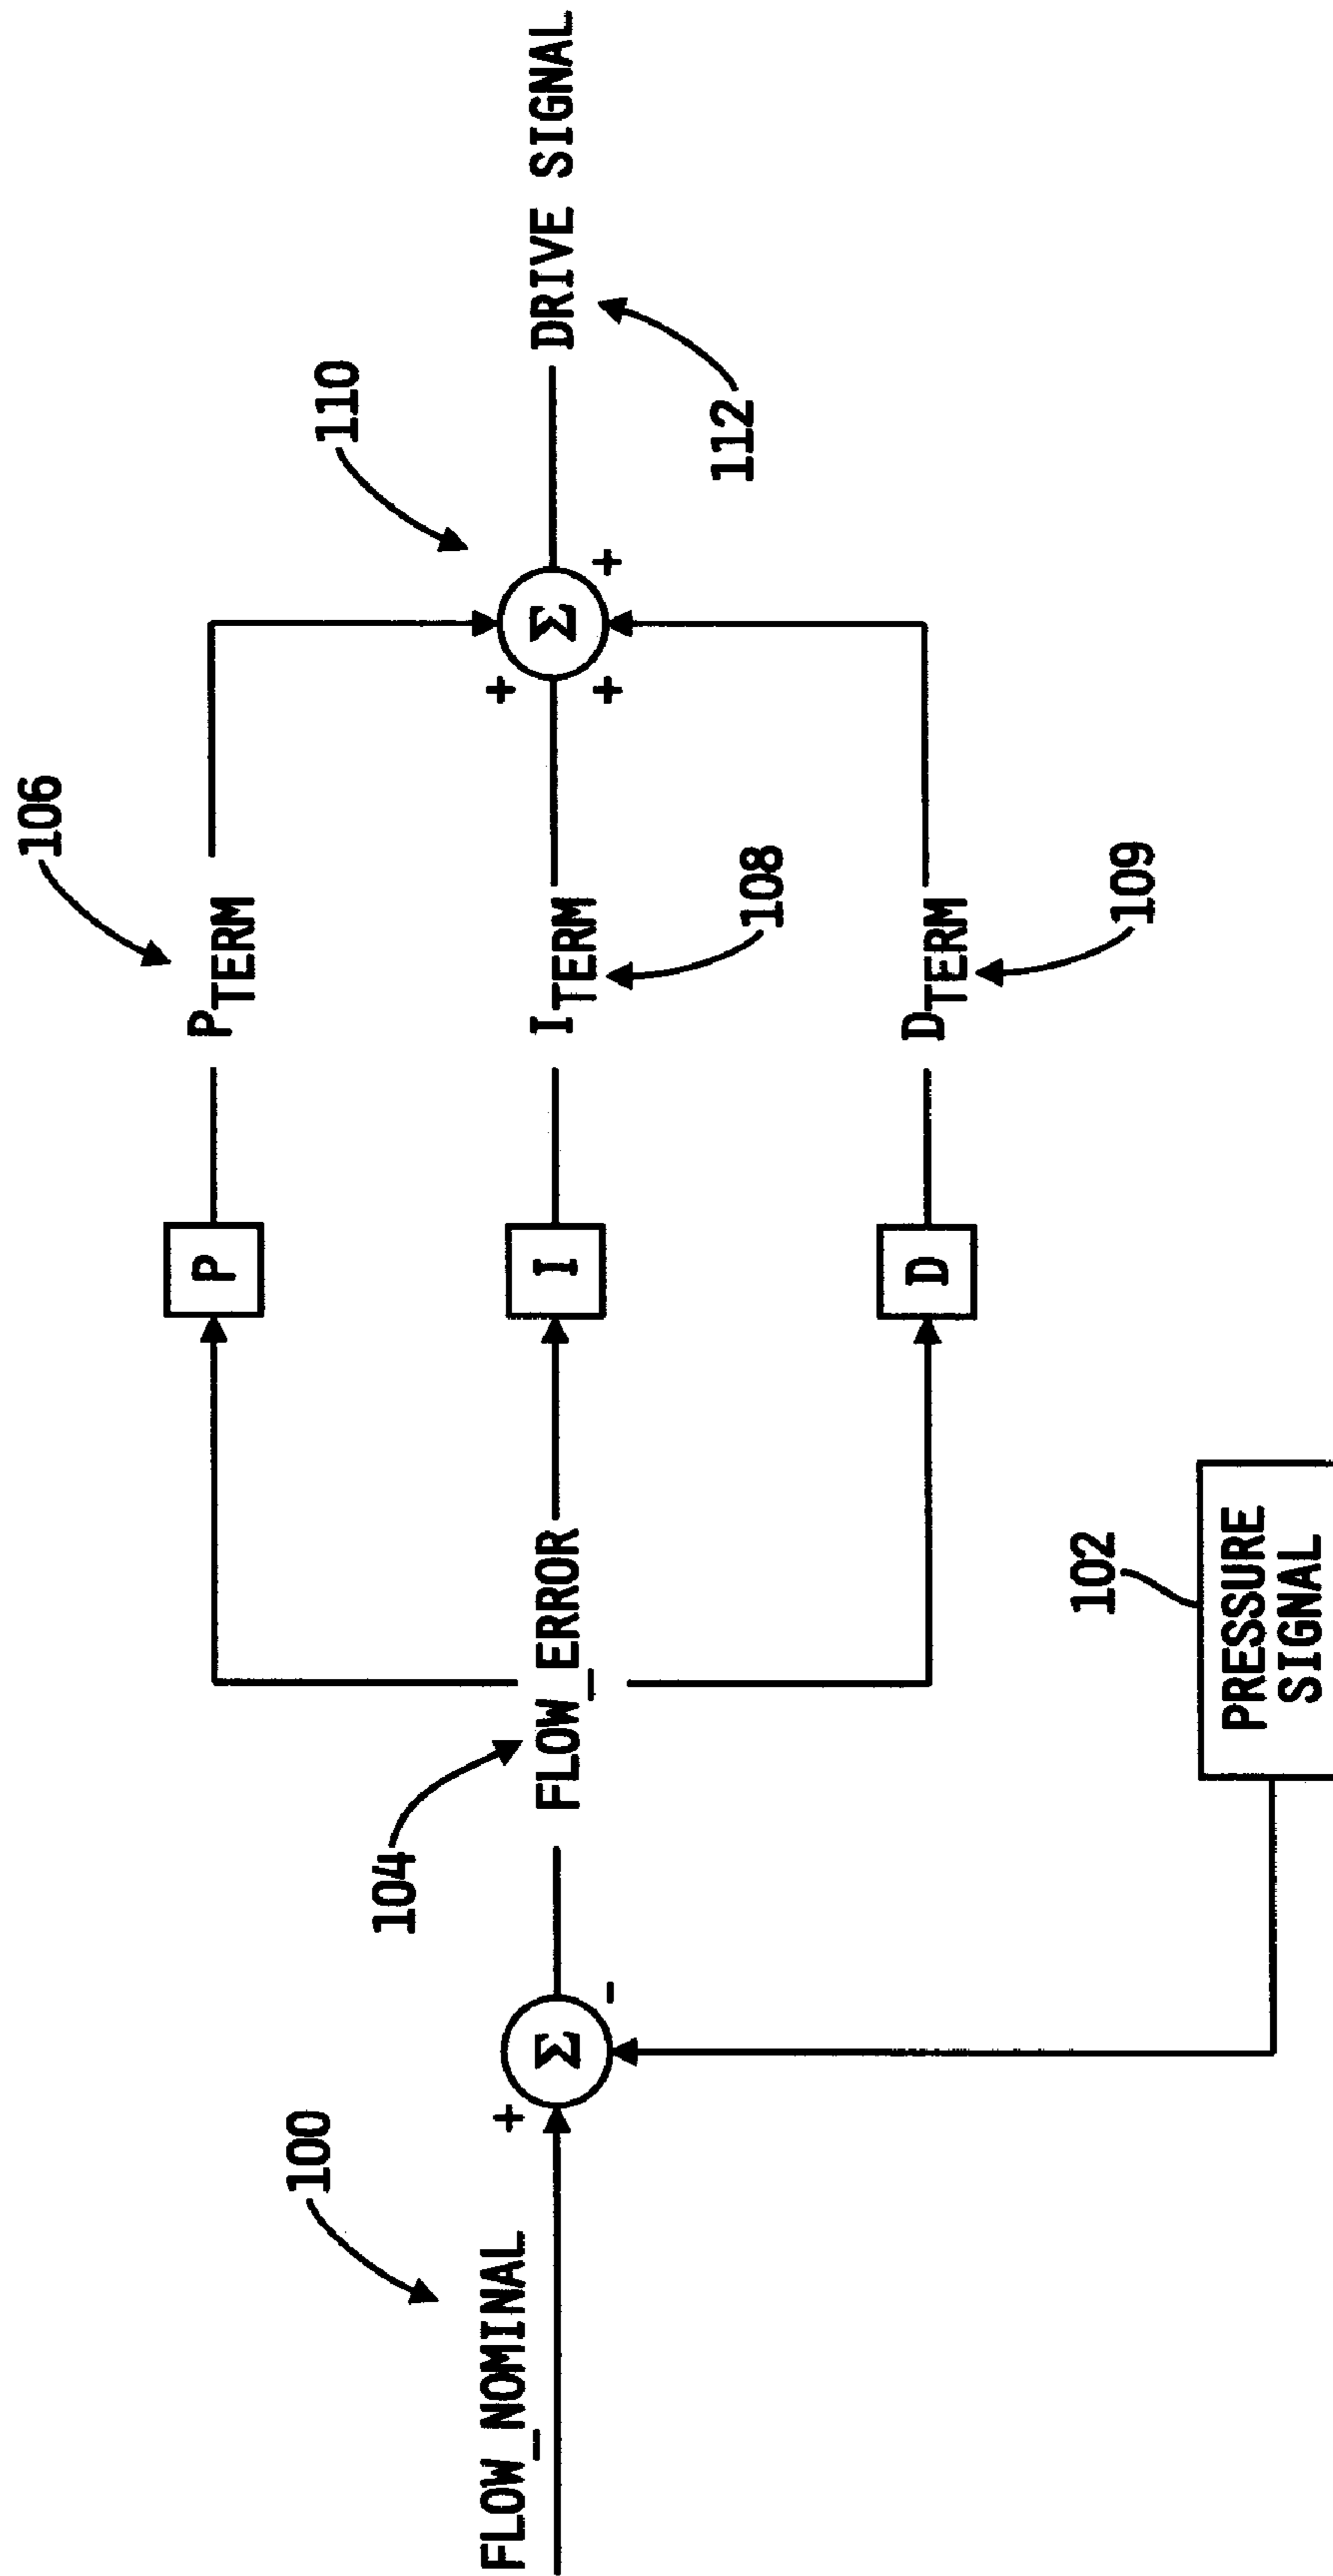 FLOW_NOMINAL
100
+
Σ
-
104
FLOW_ERROR
102
PRESSURE
SIGNAL
P
I
D
106
PTERM
ITERM
108
DTERM
109
110
+
Σ
+
+
DRIVE SIGNAL
112